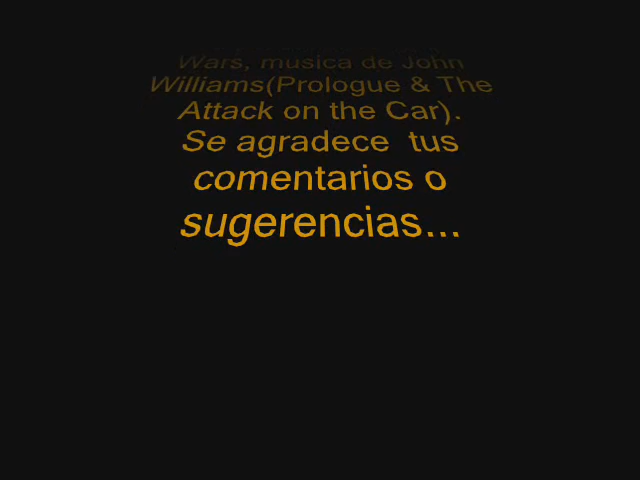 Wars, musica de John
Williams(Prologue & The
Attack on the Car).
Se agradece tus
comentarios o
sugerencias...